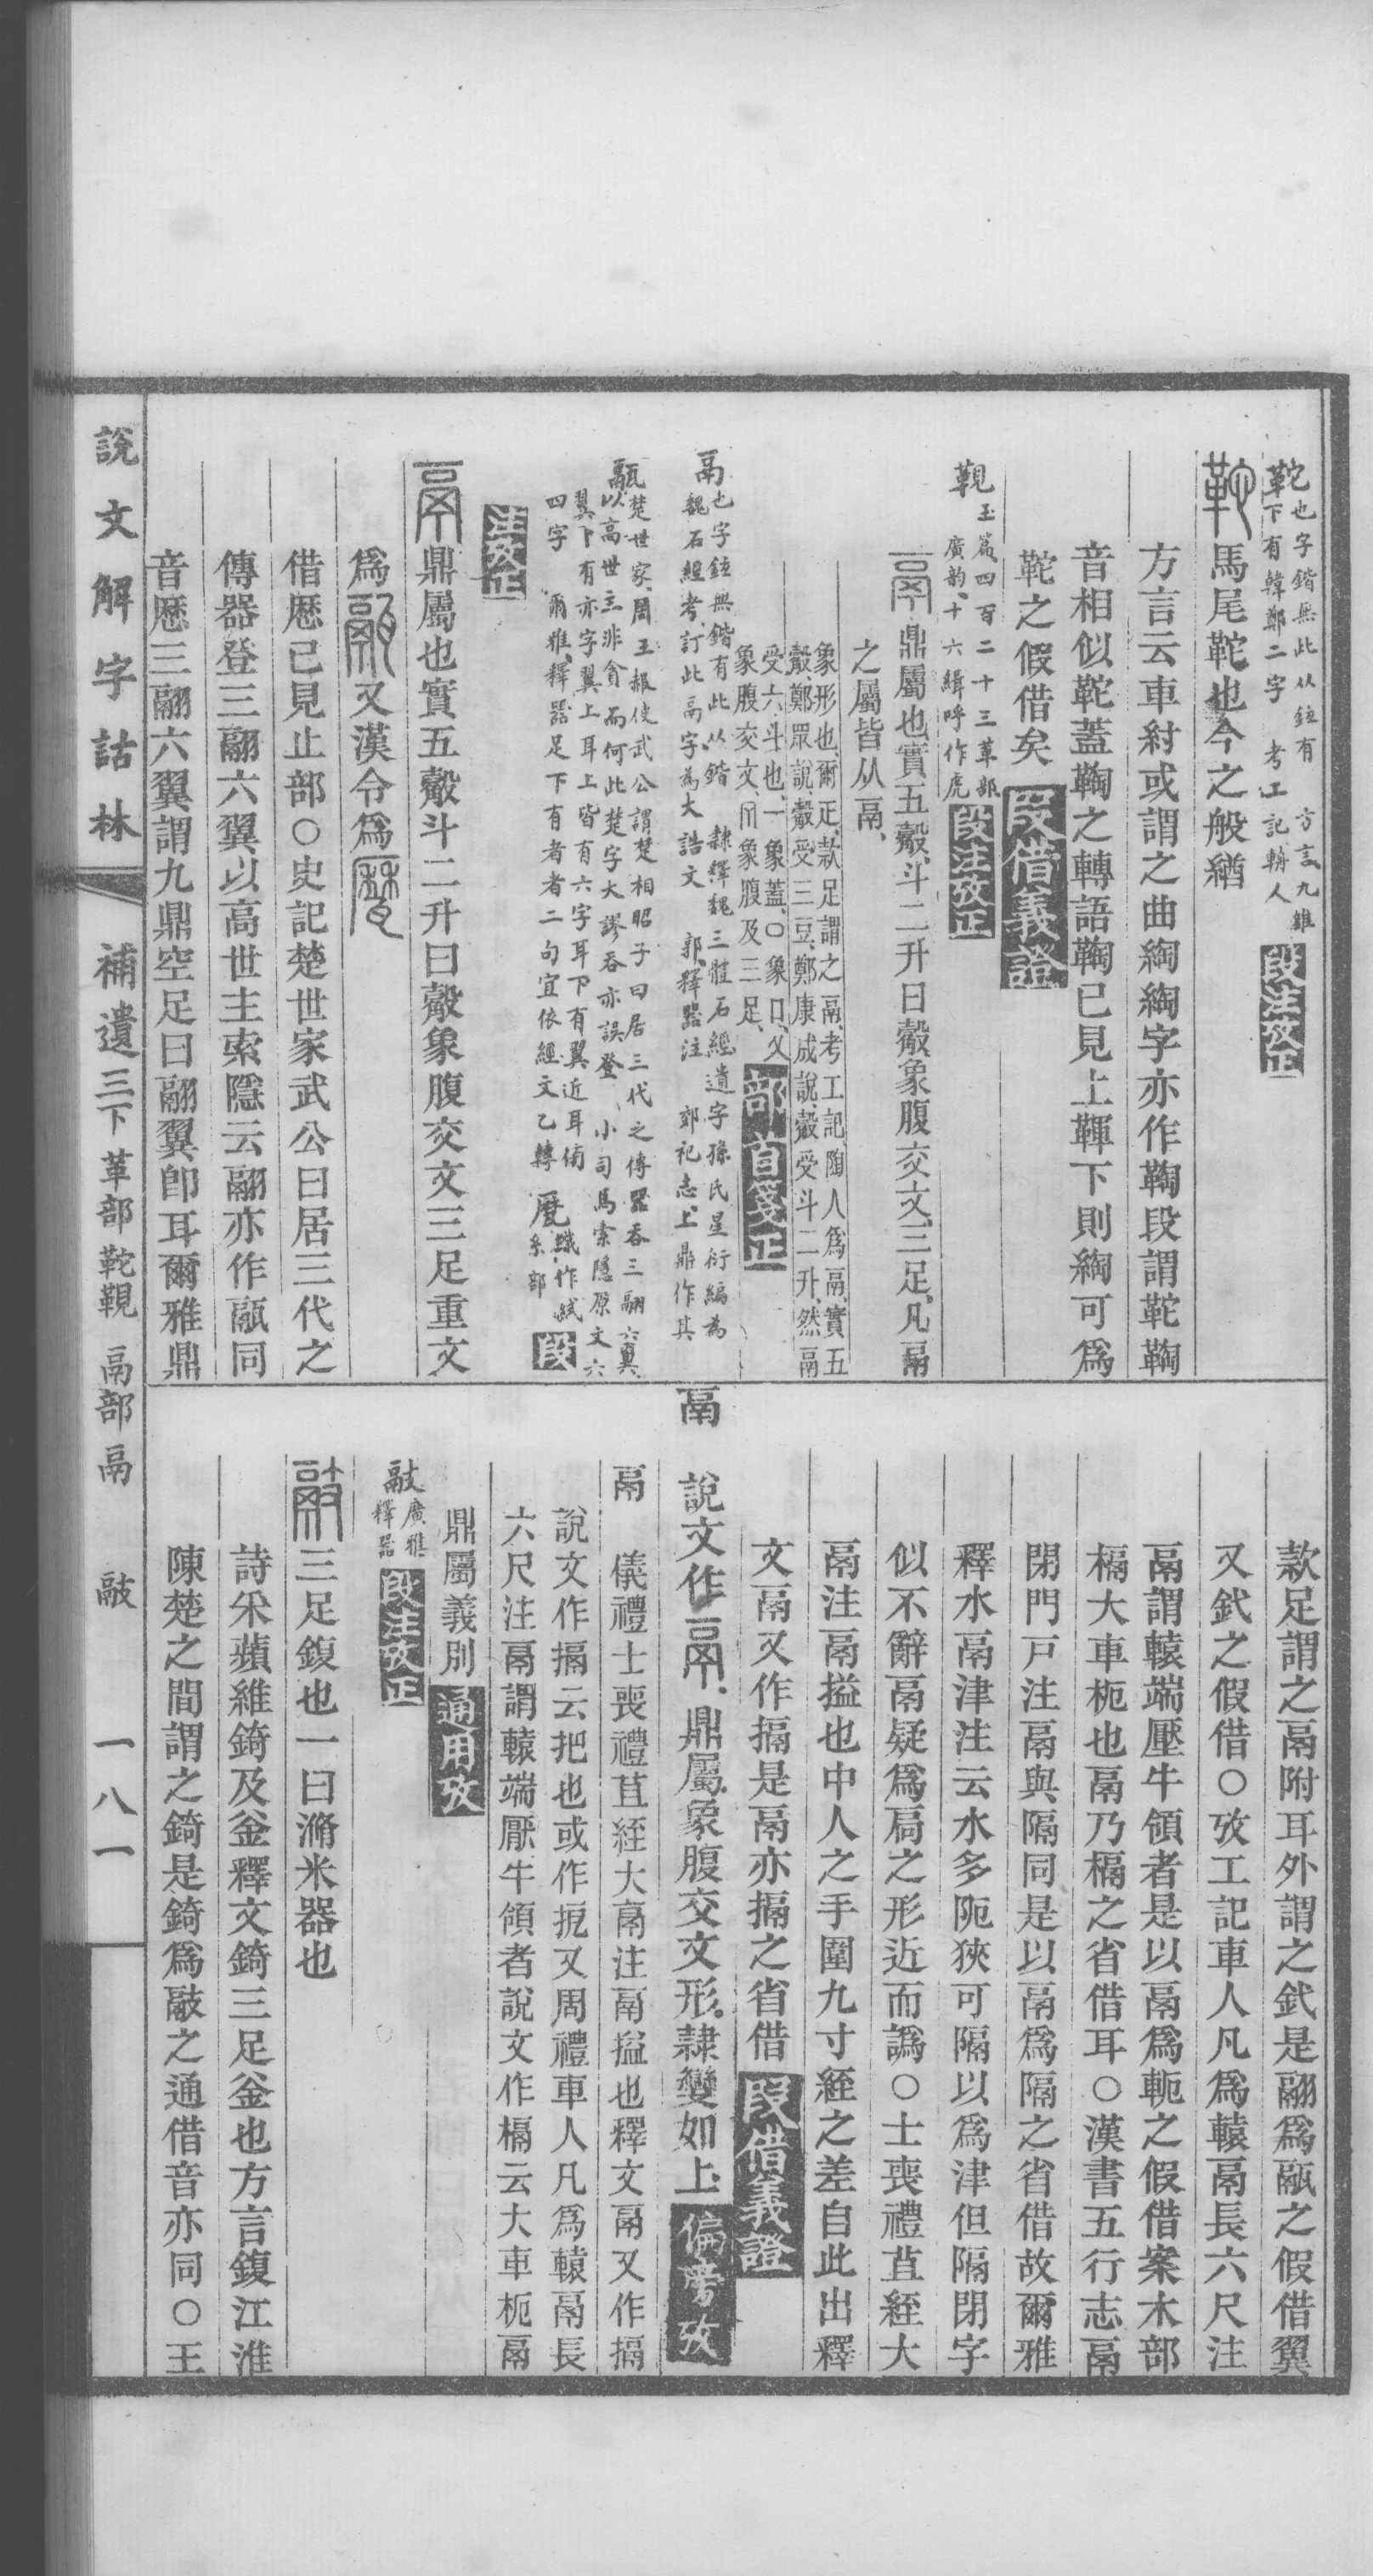 鞁也字鍇無此从鉉有 方言九雖
下有韓鄭二字 考工記輈人 段注攷正
馬尾鞁也今之般緧
方言云車紂或謂之曲綯綯字亦作鞠段謂鞁鞠
音相似鞁蓋鞠之轉語鞠已見上鞾下則綯可爲
鞁之假借矣 段借義證
鞎玉篇四百二十三革部
廣韵十六緝呼作虎 段注攷正
鬲鼎屬也實五觳斗二升曰觳象腹交文三足凡鬲
之屬皆从鬲
象形也爾正款足謂之鬲考工記陶人爲鬲實五
觳鄭眾說觳受三豆鄭康成說觳受斗二升然鬲
受六斗也一象蓋○象口乂
象腹交文冂象腹及三足 部首箋正
鬲也字鉉無鍇有此从鍇 隸釋魏三體石經遺字孫氏星衍編爲
魏石經考訂此鬲字爲大誥文 郭釋器注 郊祀志上鼎作其
䰛楚世家周王赧使武公謂楚相昭子曰居三代之傳器吞三翮六翼
以高世主非貪而何此楚字大謬吞亦誤登 小司馬索隱原文六
翼下有亦字翼上耳上皆有六字耳下有翼近耳傍
四字 爾雅釋器足下有者者二句宜依經文乙轉
糸部 段
注攷正
鬲鼎屬也實五觳斗二升曰觳象腹交文三足重文
爲䰛又漢令爲
借歷已見止部○史記楚世家武公曰居三代之
傳器登三翮六翼以高世主索隱云翮亦作䰛同
音歷三翮六翼謂九鼎空足曰翮翼卽耳爾雅鼎
款足謂之鬲附耳外謂之釴是翮爲䰛之假借翼
又釴之假借○攷工記車人凡爲轅鬲長六尺注
鬲謂轅端壓牛領者是以鬲爲軛之假借案木部
槅大車枙也鬲乃槅之省借耳○漢書五行志鬲
閉門戶注鬲與隔同是以鬲爲隔之省借故爾雅
釋水鬲津注云水多阨狹可隔以爲津但隔閉字
似不辭鬲疑爲扃之形近而譌○士喪禮苴絰大
鬲注鬲搤也中人之手圍九寸絰之差自此出釋
文鬲又作搹是鬲亦搹之省借 段借義證
鬲 說文作鬲鼎屬象腹交文形隸變如上 偏旁攷
鬲 儀禮士喪禮苴絰大鬲注鬲搤也釋文鬲又作搹
說文作搹云把也或作扼又周禮車人凡爲轅鬲長
六尺注鬲謂轅端厭牛領者說文作槅云大車枙鬲
鼎屬義別 通用攷
䰙廣雅
釋器 段注攷正
三足鍑也一曰滫米器也
詩采蘋維錡及釜釋文錡三足釜也方言鍑江淮
陳楚之間謂之錡是錡爲䰙之通借音亦同○王
說文解字詁林 補遺三下 革部 鬲部鬲 䰙 一八一